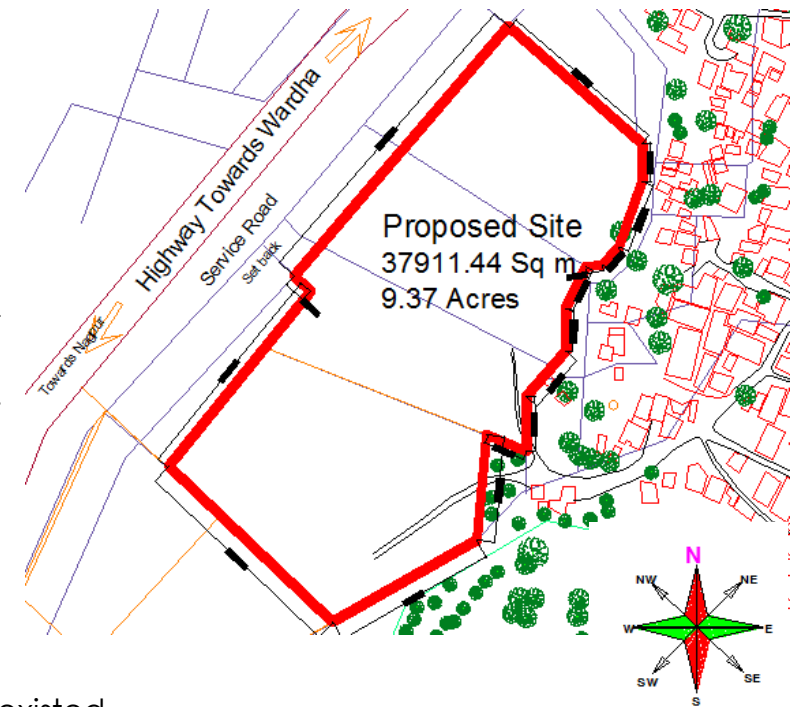 Highway Towards Wardha
Service Road
Set back
Towards Nagpur
Proposed Site
37911.44 Sq m
9.37 Acres
N
NW
NE
W
E
SW
SE
S
existed